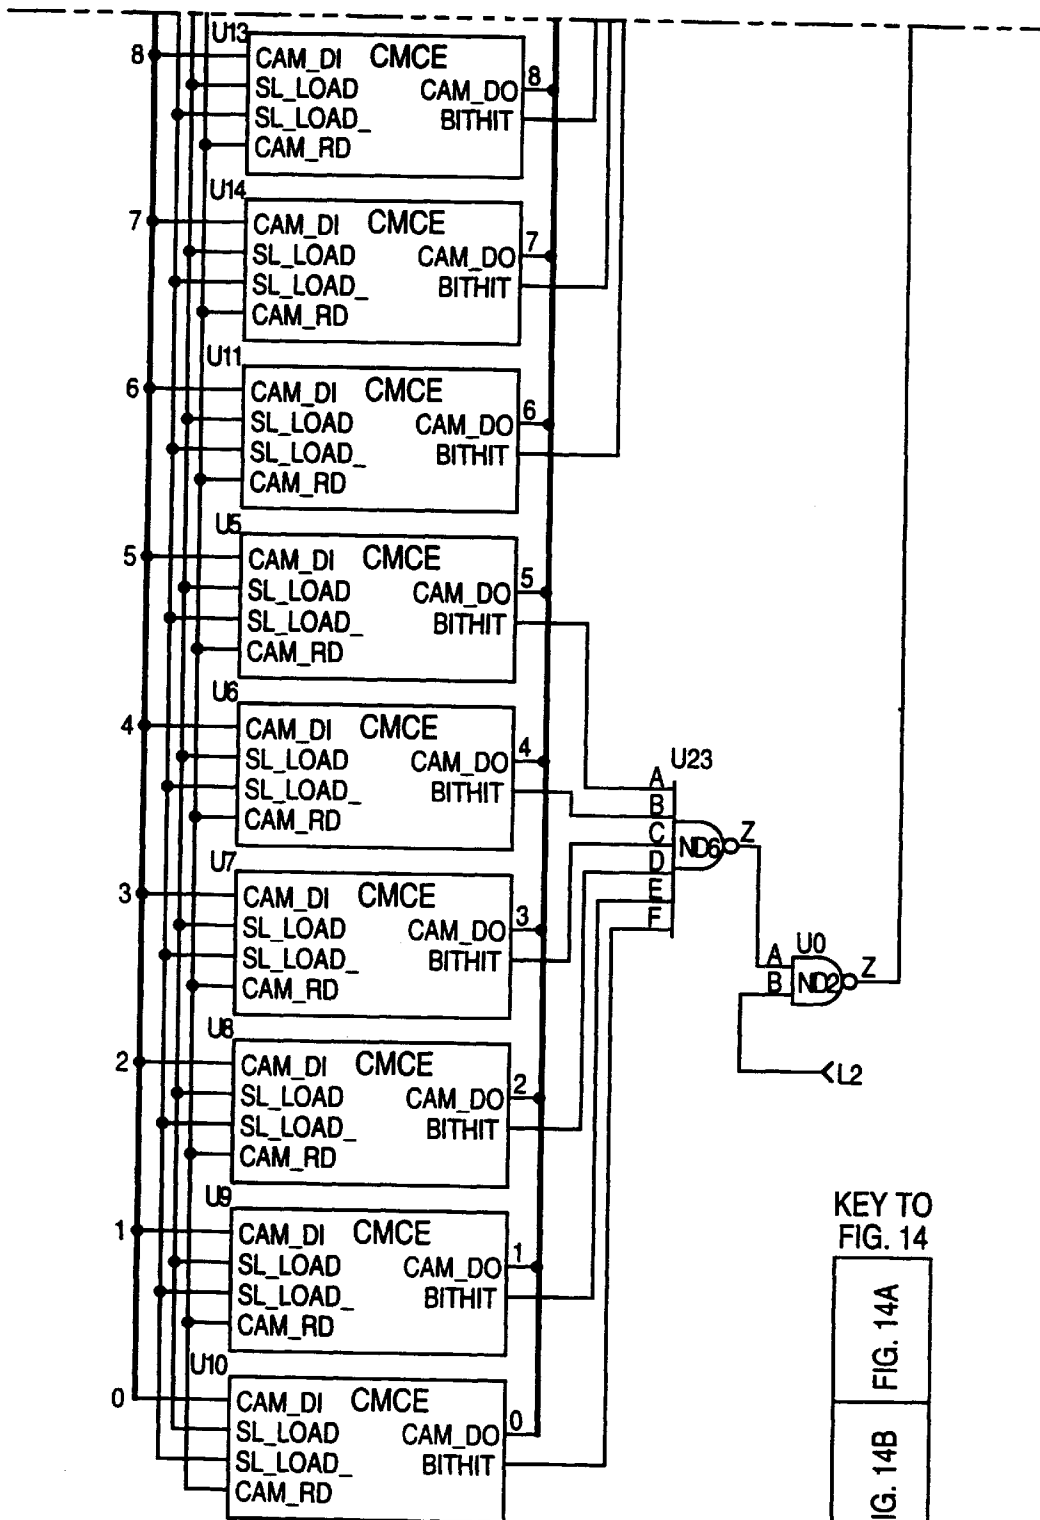 U13
8 CAM_DI CMCE
SL_LOAD CAM_DO 8
SL_LOAD_ BITHIT
CAM_RD
U14
7 CAM_DI CMCE
SL_LOAD CAM_DO 7
SL_LOAD_ BITHIT
CAM_RD
U11
6 CAM_DI CMCE
SL_LOAD CAM_DO 6
SL_LOAD_ BITHIT
CAM_RD
U5
5 CAM_DI CMCE
SL_LOAD CAM_DO 5
SL_LOAD_ BITHIT
CAM_RD
U6
4 CAM_DI CMCE
SL_LOAD CAM_DO 4
SL_LOAD_ BITHIT
CAM_RD
U7
3 CAM_DI CMCE
SL_LOAD CAM_DO 3
SL_LOAD_ BITHIT
CAM_RD
U8
2 CAM_DI CMCE
SL_LOAD CAM_DO 2
SL_LOAD_ BITHIT
CAM_RD
U9
1 CAM_DI CMCE
SL_LOAD CAM_DO 1
SL_LOAD_ BITHIT
CAM_RD
U10
0 CAM_DI CMCE
SL_LOAD CAM_DO 0
SL_LOAD_ BITHIT
CAM_RD
U23
A
B
C
D
E
F
ND6 Z
U0
A
B
ND2 Z
L2
KEY TO
FIG. 14
FIG. 14A
IG. 14B